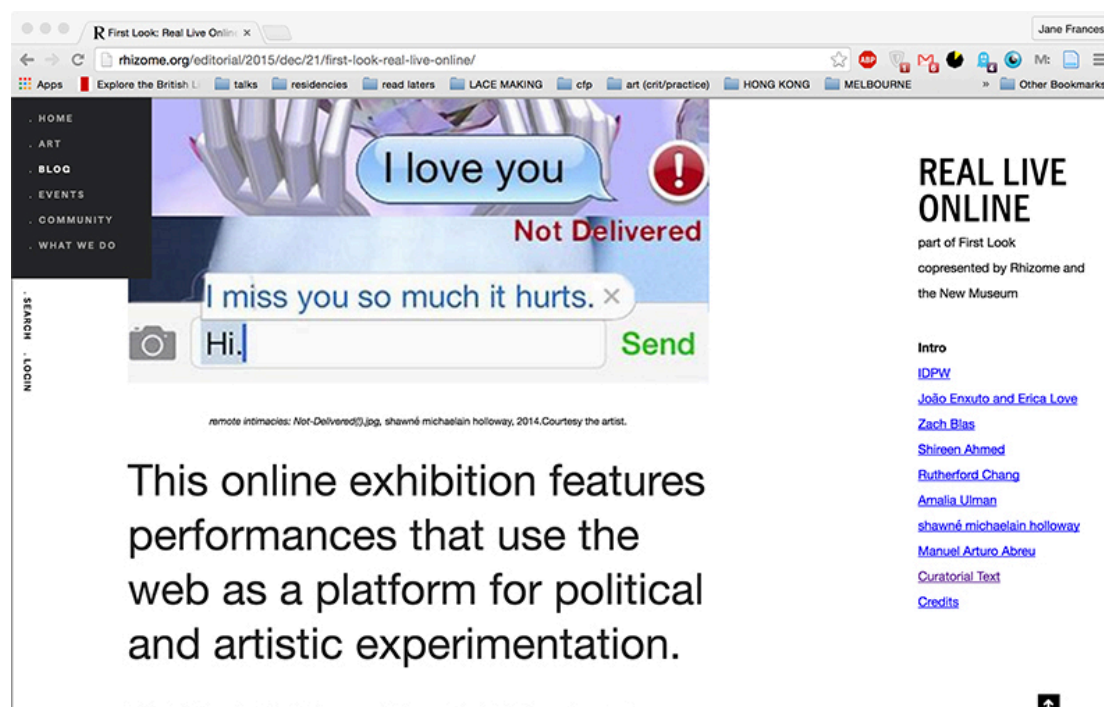 R First Look: Real Live Onlin
Jane Frances
rhizome.org/editorial/2015/dec/21/first-look-real-live-online/
ABP
M:
Apps
Explore the British Li
talks
residencies
read laters
LACE MAKING
cfp
art (crit/practice)
HONG KONG
MELBOURNE
»
Other Bookmarks
. HOME
. ART
. BLOG
. EVENTS
. COMMUNITY
. WHAT WE DO
. SEARCH
. LOGIN
I love you
!
Not Delivered
I miss you so much it hurts. ×
Hi.
Send
remote intimacies: Not-Delivered(!).jpg, shawné michaelain holloway, 2014.Courtesy the artist.
This online exhibition features
performances that use the
web as a platform for political
and artistic experimentation.
REAL LIVE
ONLINE
part of First Look
copresented by Rhizome and
the New Museum
Intro
IDPW
João Enxuto and Erica Love
Zach Blas
Shireen Ahmed
Rutherford Chang
Amalia Ulman
shawné michaelain holloway
Manuel Arturo Abreu
Curatorial Text
Credits